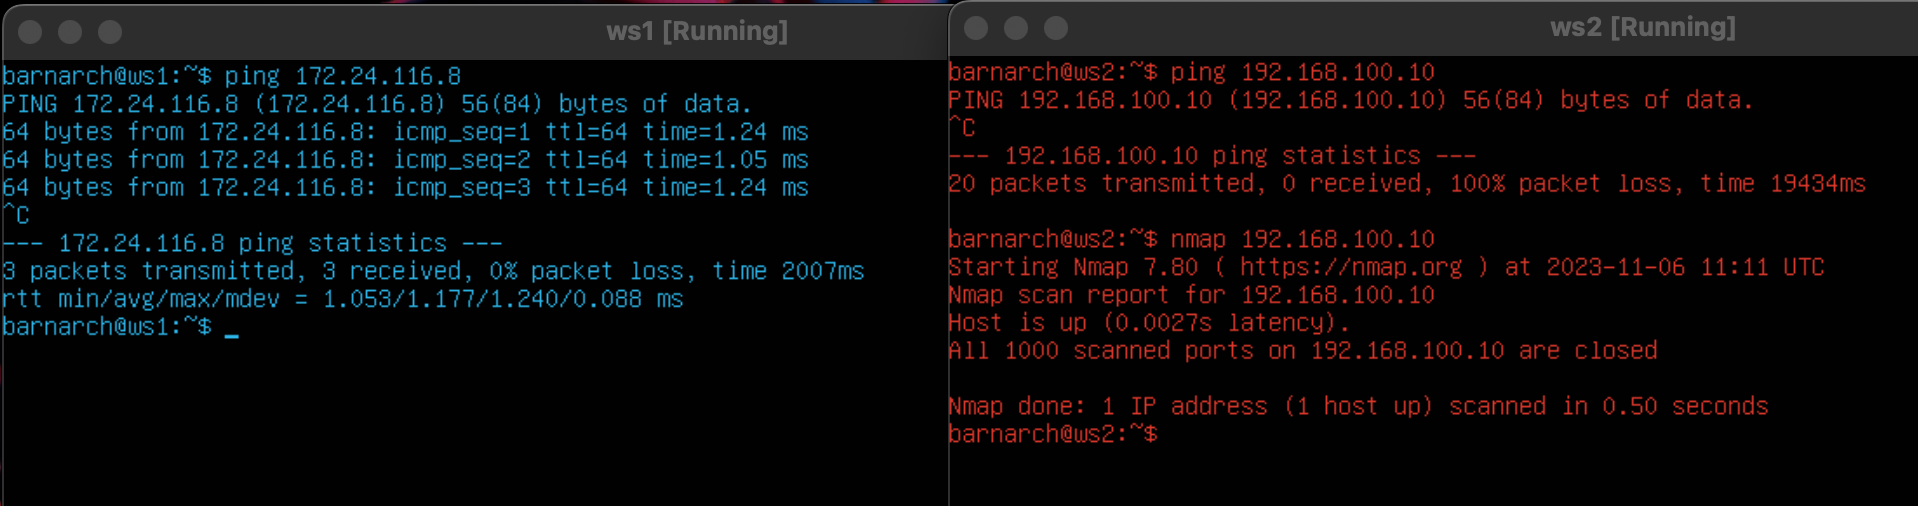 ws1 [Running]
barnarch@ws1:~$ ping 172.24.116.8
PING 172.24.116.8 (172.24.116.8) 56(84) bytes of data.
64 bytes from 172.24.116.8: icmp_seq=1 ttl=64 time=1.24 ms
64 bytes from 172.24.116.8: icmp_seq=2 ttl=64 time=1.05 ms
64 bytes from 172.24.116.8: icmp_seq=3 ttl=64 time=1.24 ms
^C
--- 172.24.116.8 ping statistics ---
3 packets transmitted, 3 received, 0% packet loss, time 2007ms
rtt min/avg/max/mdev = 1.053/1.177/1.240/0.088 ms
barnarch@ws1:~$ _
ws2 [Running]
barnarch@ws2:~$ ping 192.168.100.10
PING 192.168.100.10 (192.168.100.10) 56(84) bytes of data.
^C
--- 192.168.100.10 ping statistics ---
20 packets transmitted, 0 received, 100% packet loss, time 19434ms
barnarch@ws2:~$ nmap 192.168.100.10
Starting Nmap 7.80 ( https://nmap.org ) at 2023-11-06 11:11 UTC
Nmap scan report for 192.168.100.10
Host is up (0.0027s latency).
All 1000 scanned ports on 192.168.100.10 are closed
Nmap done: 1 IP address (1 host up) scanned in 0.50 seconds
barnarch@ws2:~$